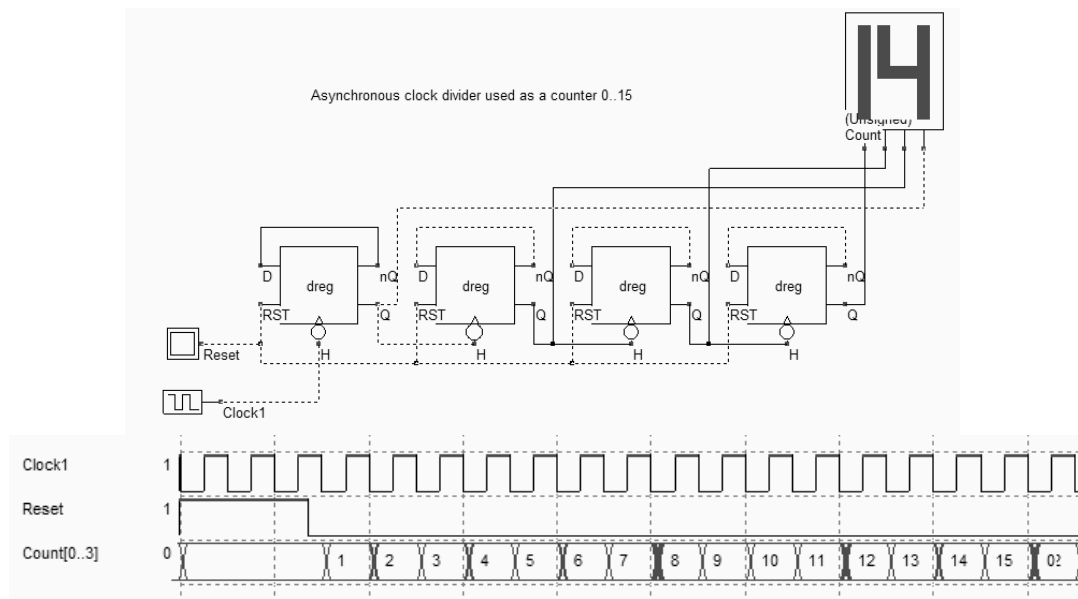 14
Asynchronous clock divider used as a counter 0..15
(Unsigned)
Count
D nQ D nQ D nQ D nQ
dreg dreg dreg dreg
RST Q RST Q RST Q RST Q
Reset H H H H
Clock1
Clock1 1
Reset 1
Count[0..3] 0 1 2 3 4 5 6 7 8 9 10 11 12 13 14 15 0?